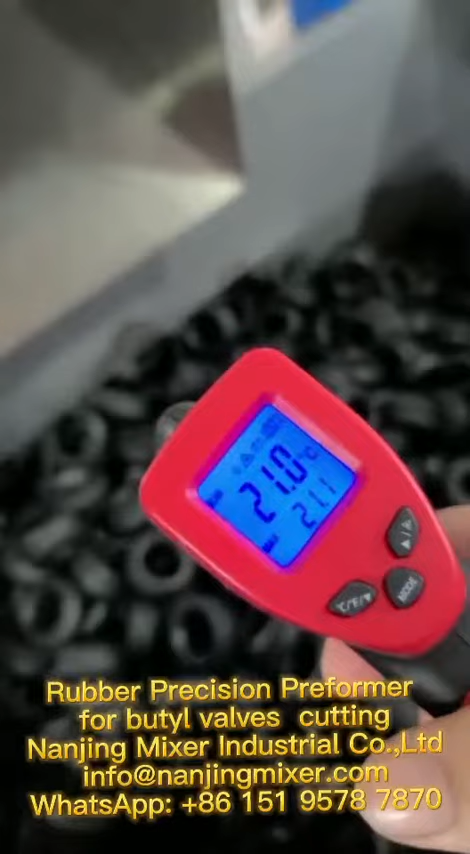 21.0 °C
MAX 21.1
°C/°F/▼
MODE
Rubber Precision Preformer
for butyl valves cutting
Nanjing Mixer Industrial Co.,Ltd
info@nanjingmixer.com
WhatsApp: +86 151 9578 7870